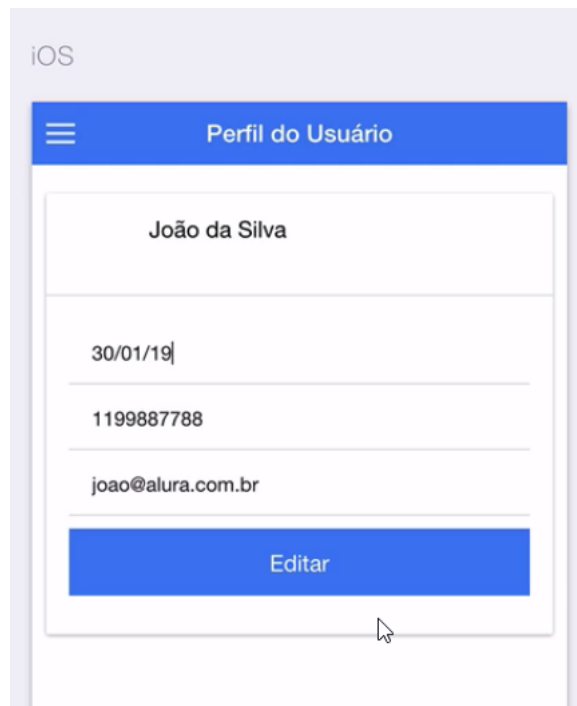 iOS
Perfil do Usuário
João da Silva
30/01/19
1199887788
joao@alura.com.br
Editar